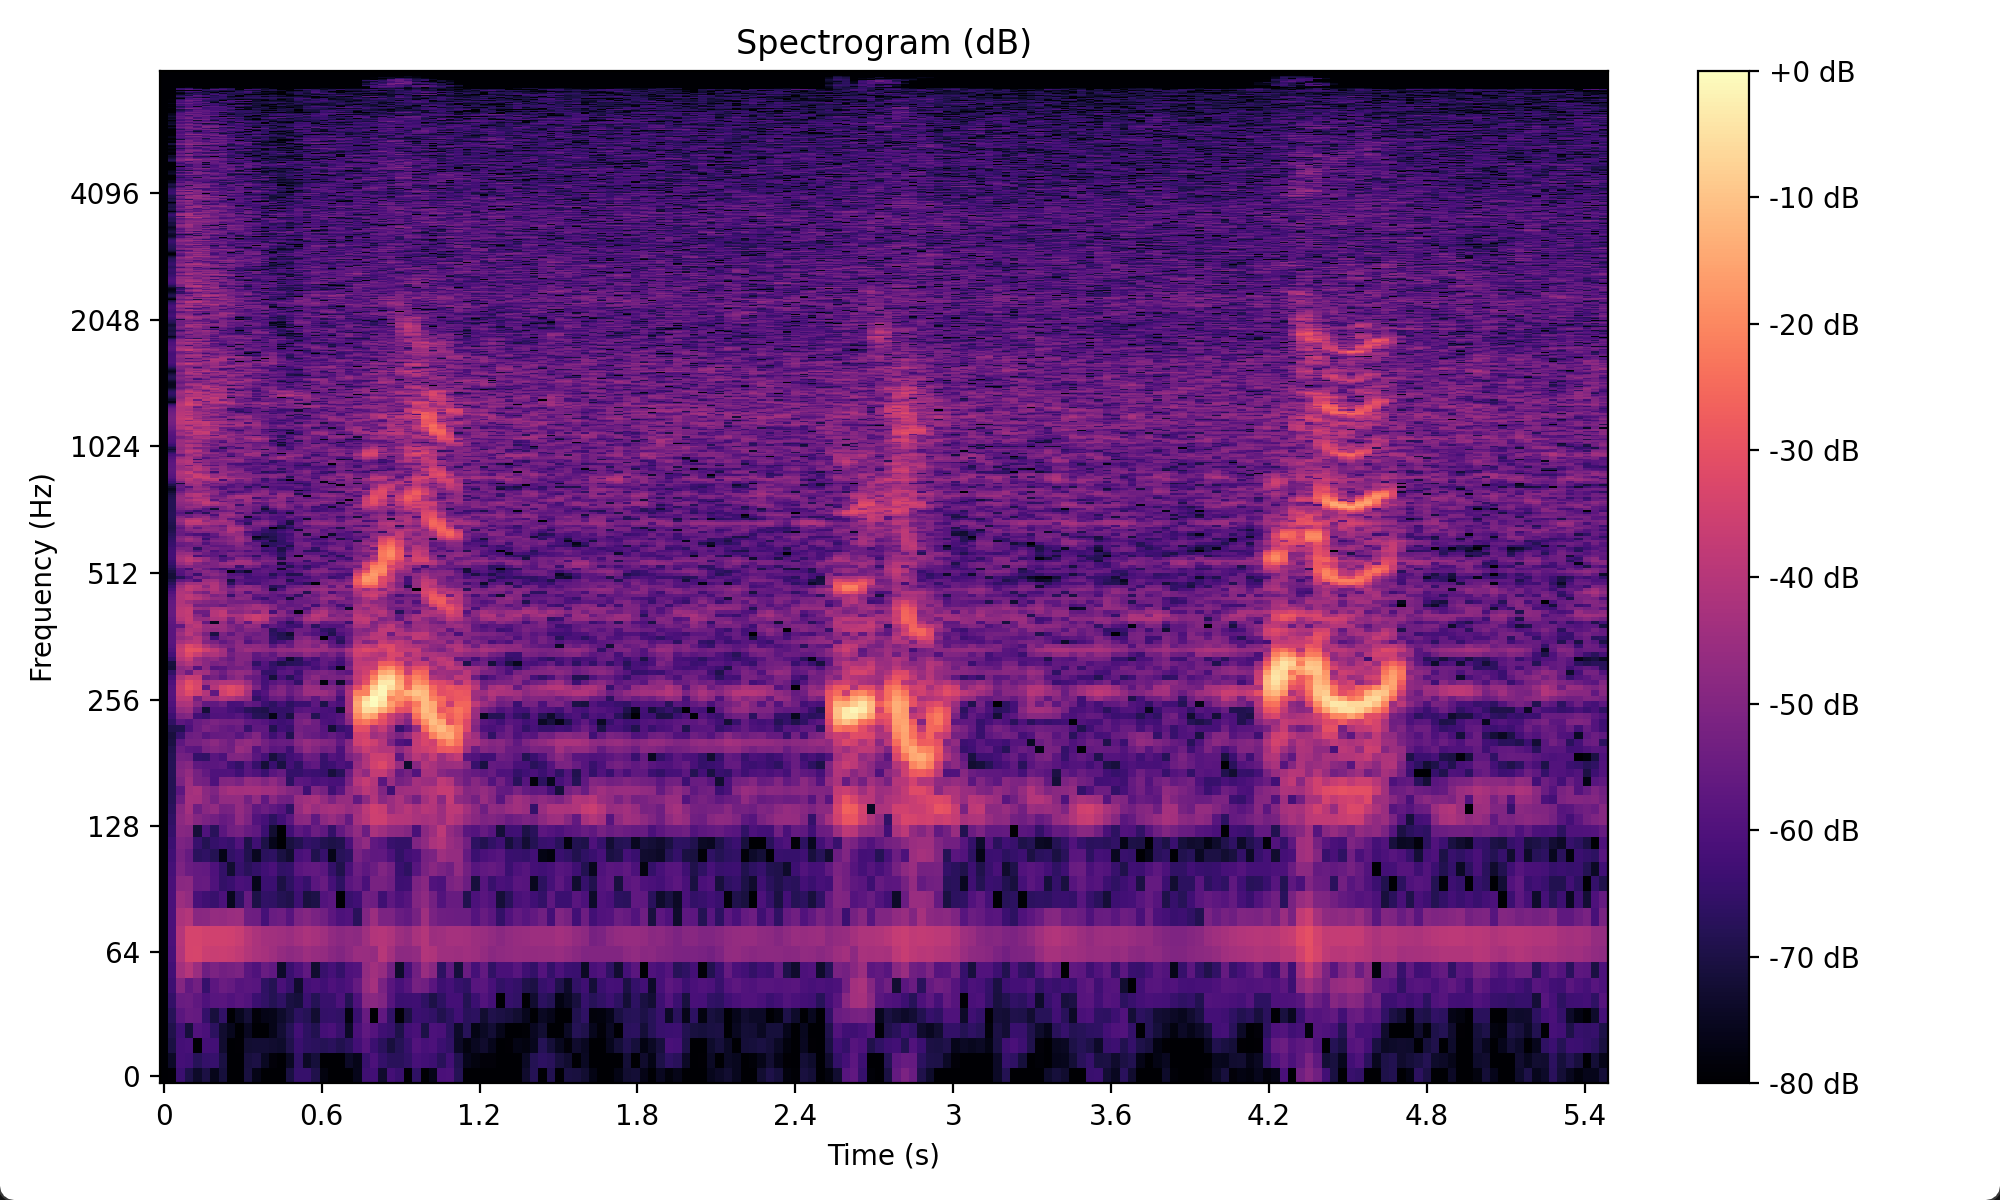 Spectrogram (dB)
+0 dB
-10 dB
-20 dB
-30 dB
-40 dB
-50 dB
-60 dB
-70 dB
-80 dB
Frequency (Hz)
4096
2048
1024
512
256
128
64
0
0 0.6 1.2 1.8 2.4 3 3.6 4.2 4.8 5.4
Time (s)